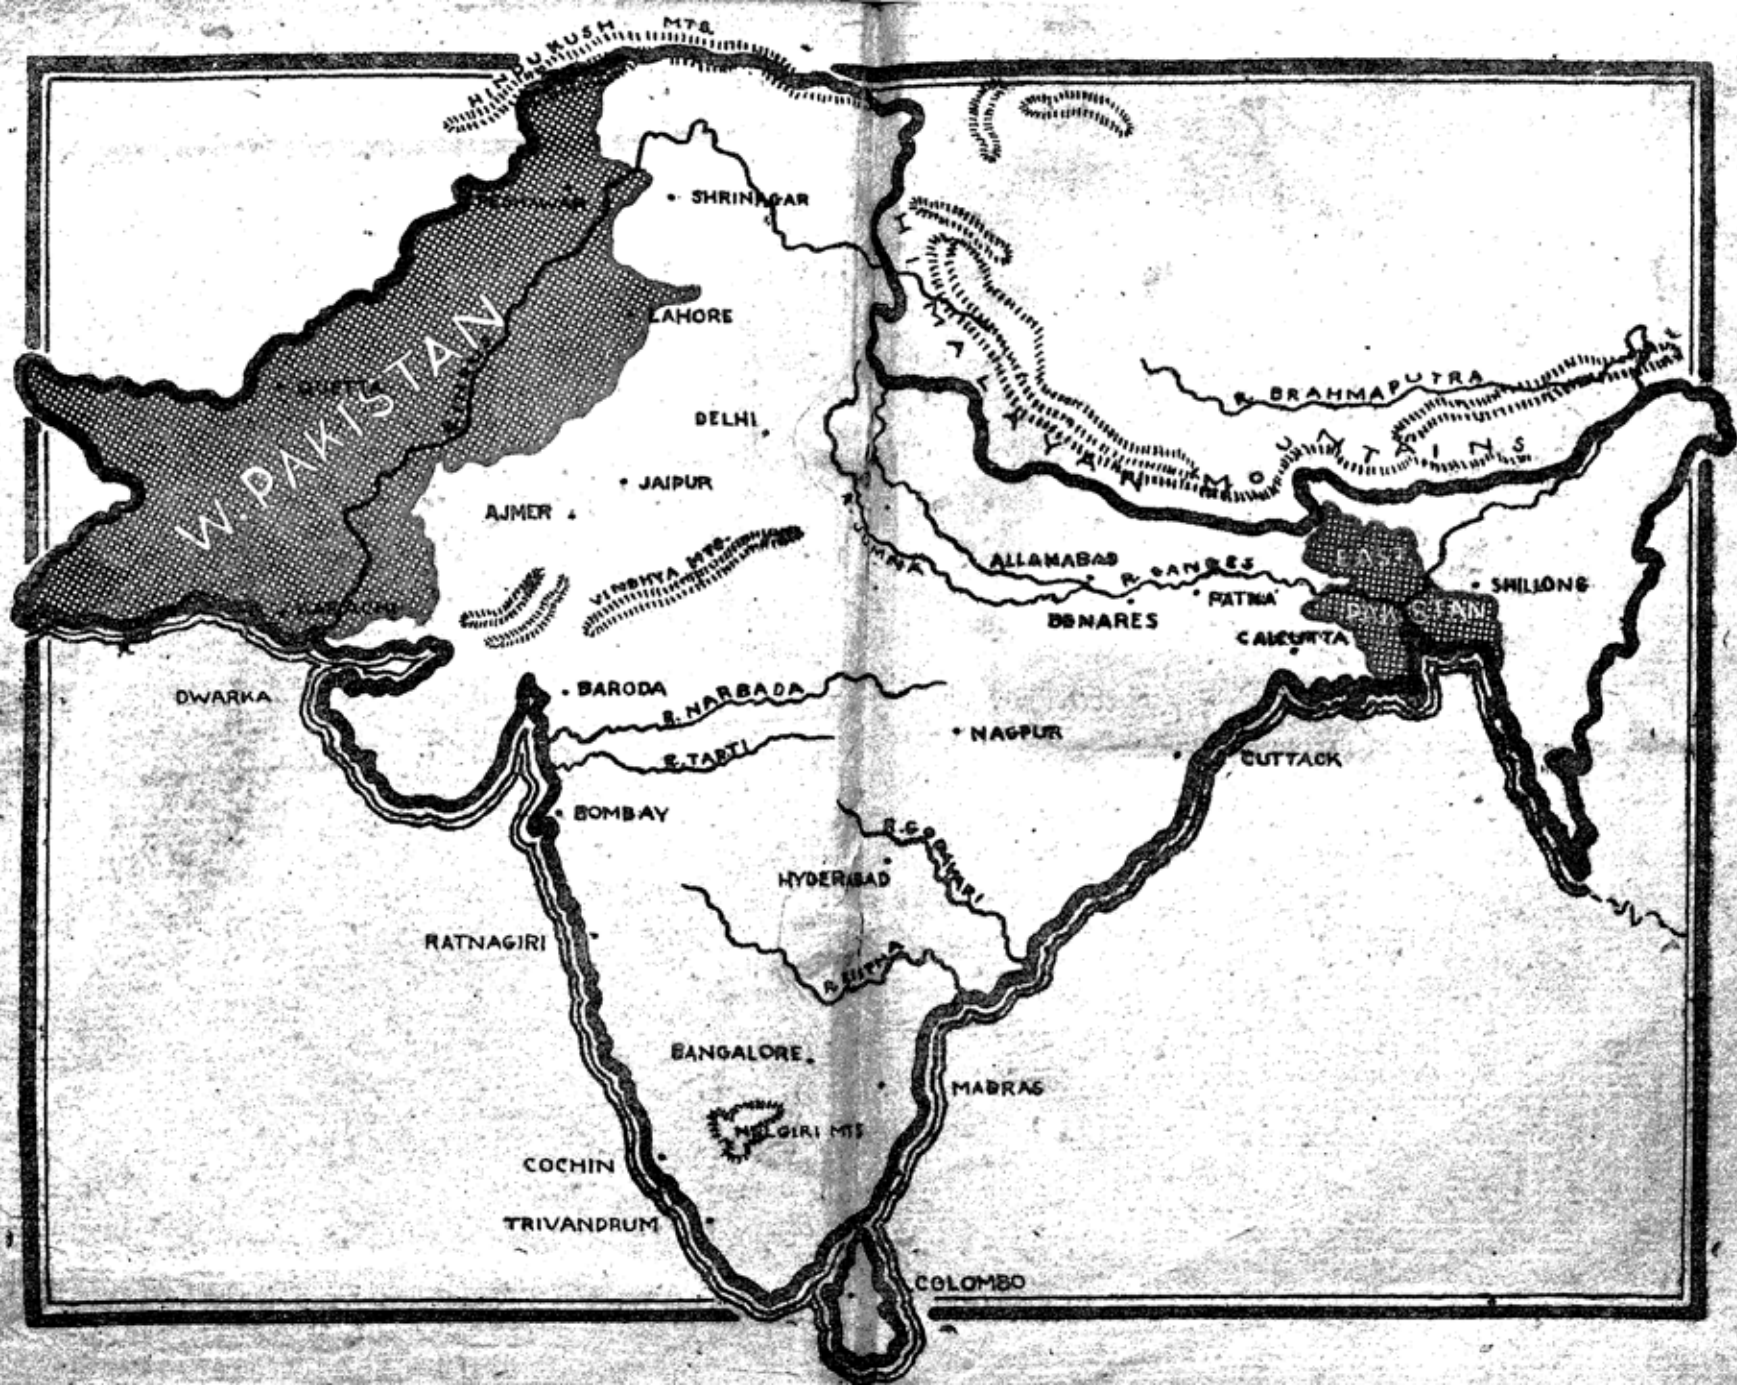 HINDUKUSH MTS.
PESHAWAR
SHRINAGAR
LAHORE
QUETTA
W. PAKISTAN
HIMALAYAN MOUNTAINS
R. BRAHMAPUTRA
DELHI
JAIPUR
AJMER
R. JUMNA
VINDHYA MTS.
ALLAHABAD
R. GANGES
EAST
PAKISTAN
SHILLONG
PATNA
BENARES
CALCUTTA
KARACHI
DWARKA
BARODA
R. NARBADA
R. TAPTI
NAGPUR
CUTTACK
BOMBAY
R. GODAVARI
HYDERABAD
RATNAGIRI
BANGALORE
MADRAS
NILGIRI MTS
COCHIN
TRIVANDRUM
COLOMBO